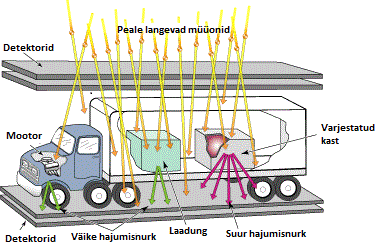 Peale langevad müüonid
Detektorid
Mootor
Varjestatud
kast
Detektorid
Väike hajumisnurk
Laadung
Suur hajumisnurk